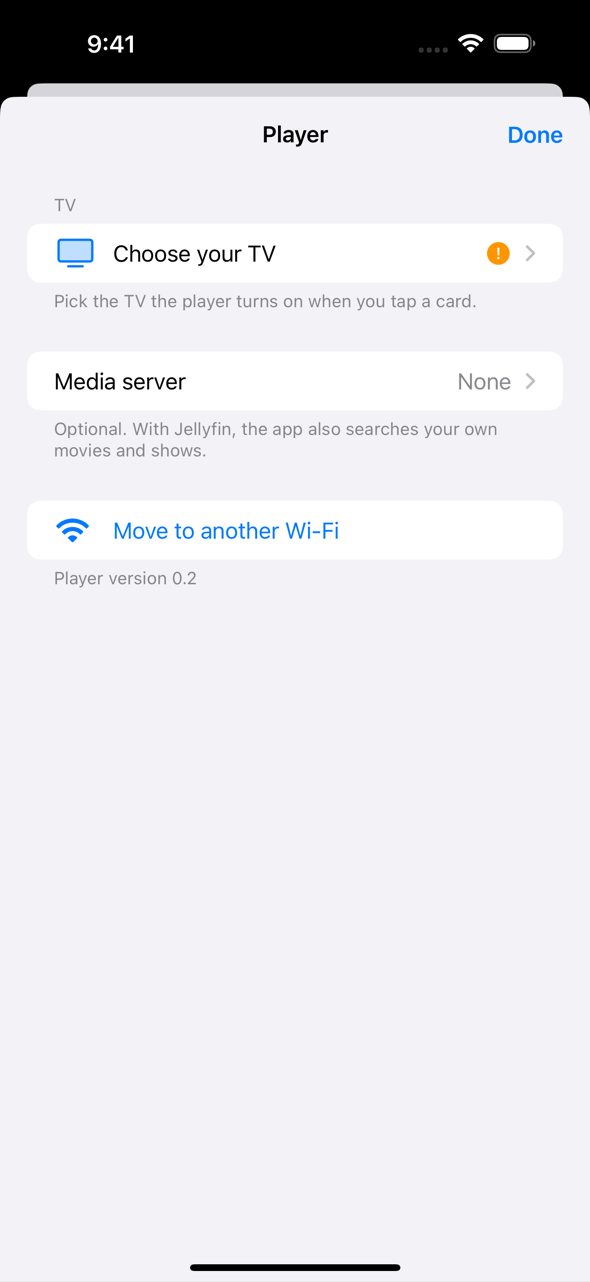 9:41
Player
Done
TV
Choose your TV
Pick the TV the player turns on when you tap a card.
Media server
None
Optional. With Jellyfin, the app also searches your own
movies and shows.
Move to another Wi-Fi
Player version 0.2